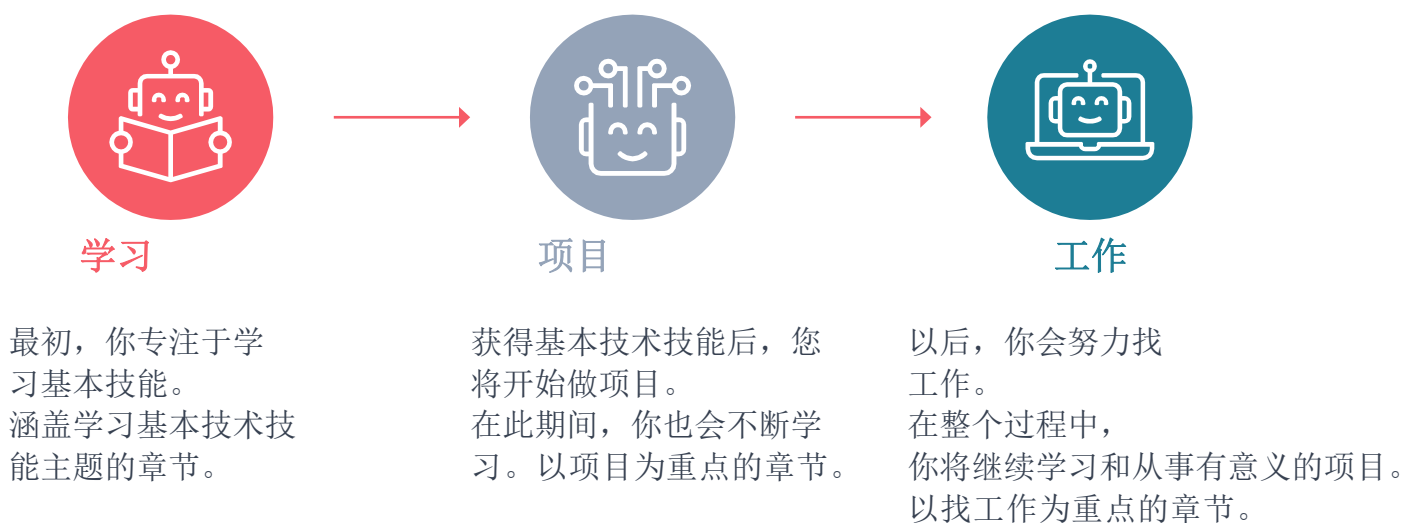 学习
最初，你专注于学
习基本技能。
涵盖学习基本技术技
能主题的章节。
项目
获得基本技术技能后，您
将开始做项目。
在此期间，你也会不断学
习。以项目为重点的章节。
工作
以后，你会努力找
工作。
在整个过程中，
你将继续学习和从事有意义的项目。
以找工作为重点的章节。